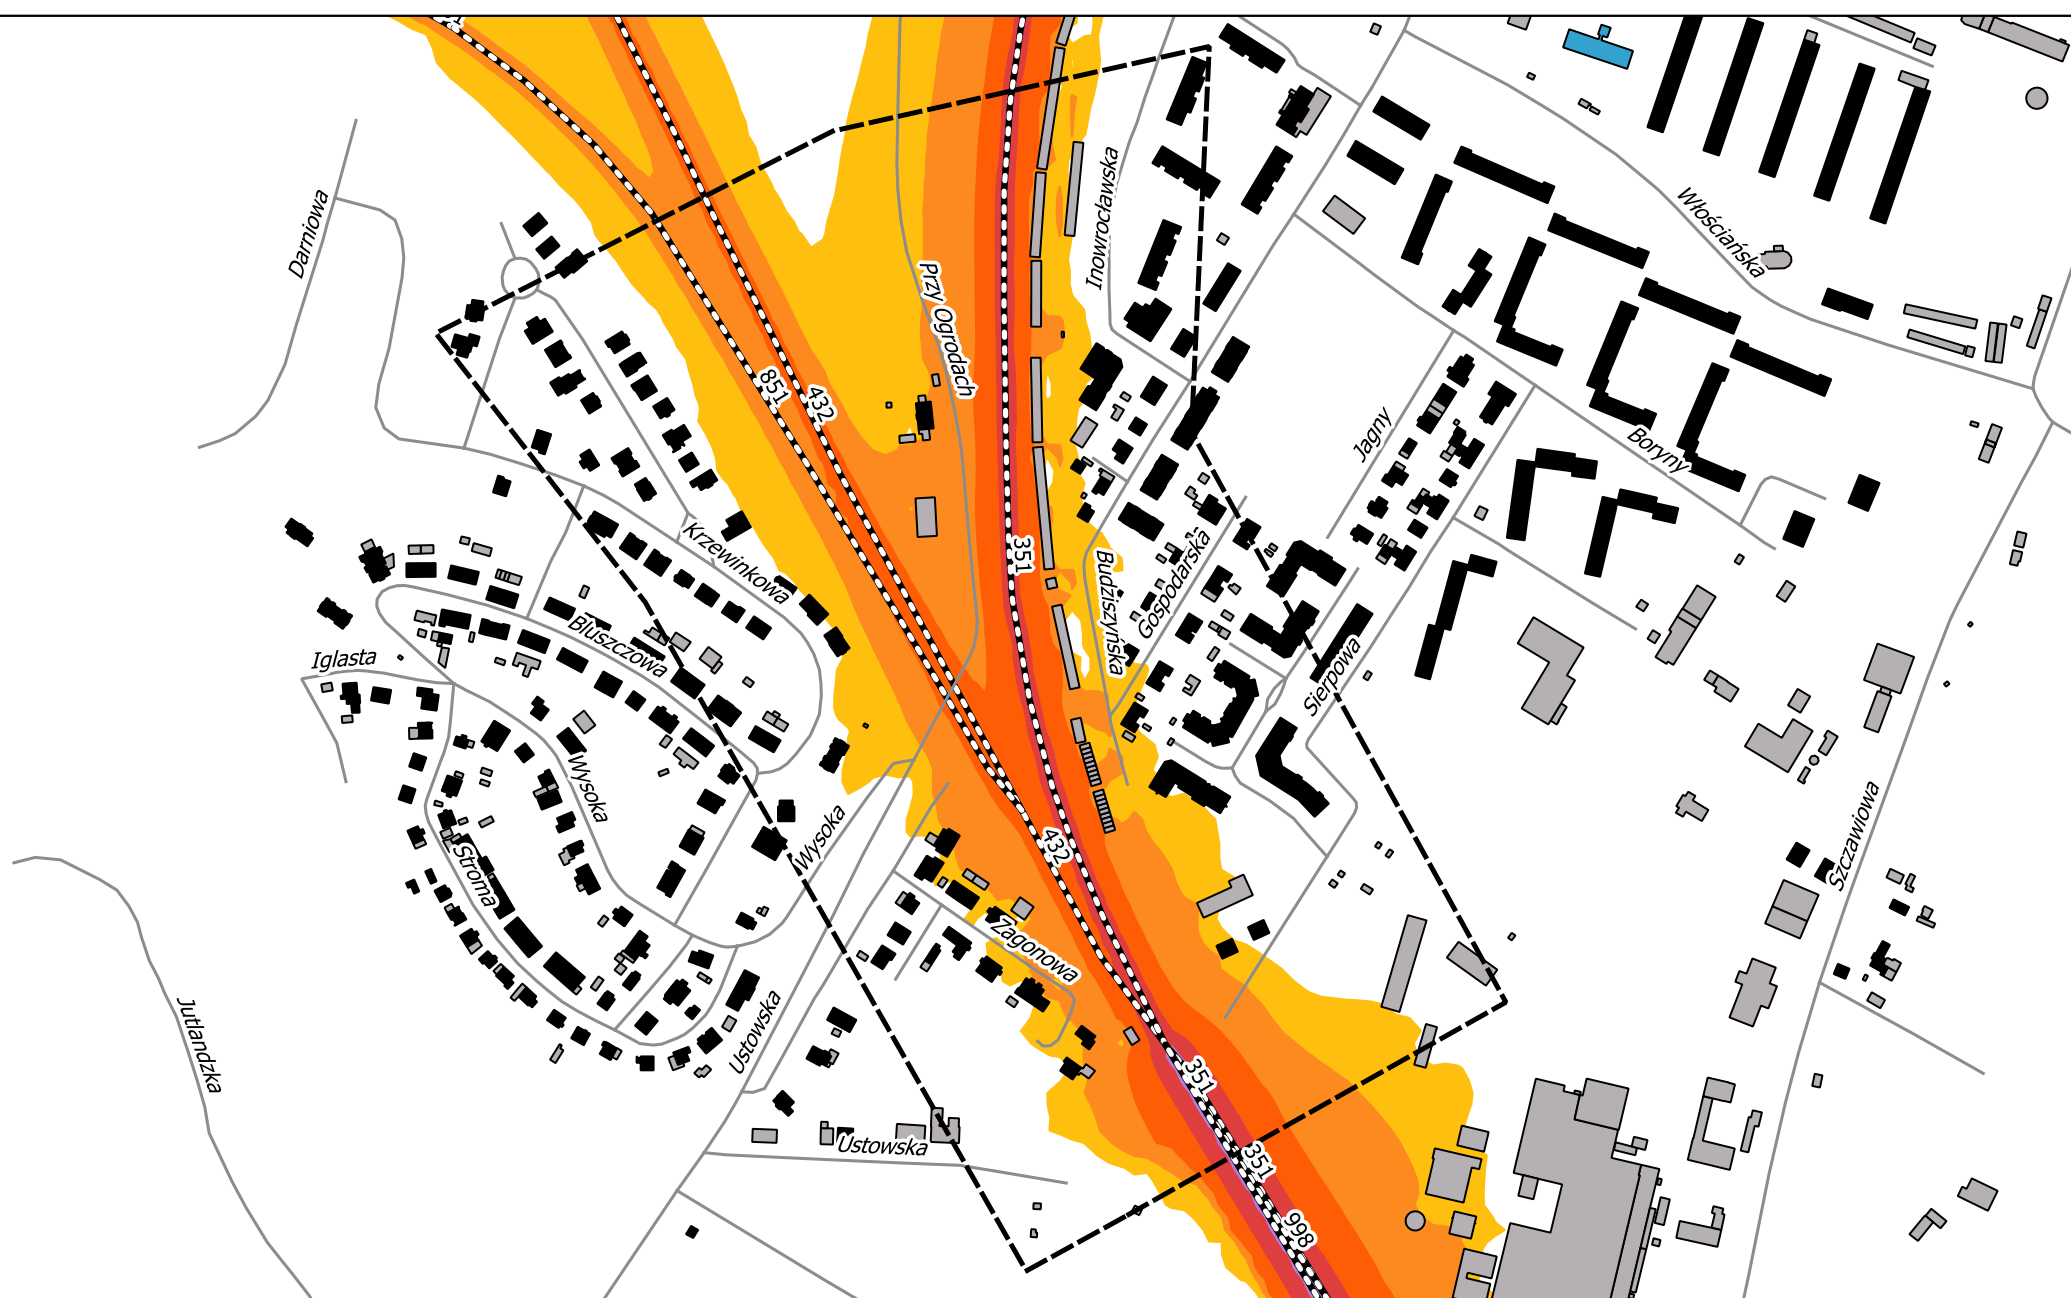 Darniowa
Inowrocławska
Włościańska
Przy Ogrodach
851
432
Jagny
Boryny
351
Krzewinkowa
Budziszyńska
Gospodarska
Bluszczowa
Iglasta
Sierpowa
Wysoka
Wysoka
432
Szczawiowa
Stroma
Zagonowa
Jutlandzka
Ustowska
351
Ustowska
351
998